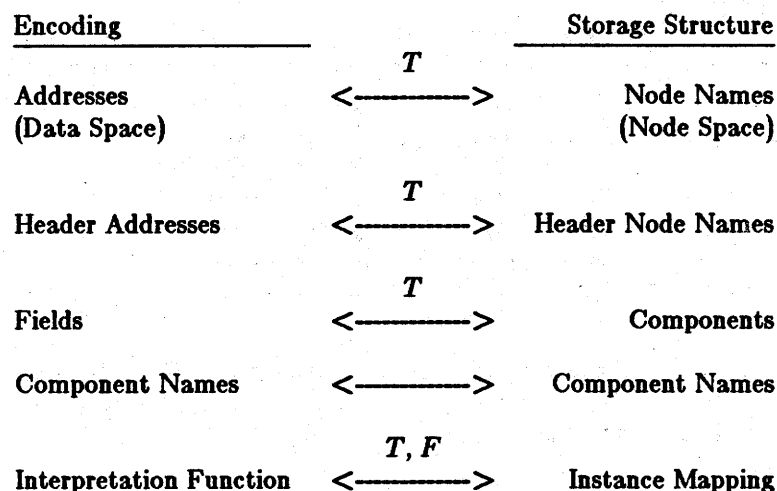 Encoding Storage Structure
T
Addresses <-------> Node Names
(Data Space) (Node Space)
T
Header Addresses <-------> Header Node Names
T
Fields <-------> Components
Component Names <-------> Component Names
T, F
Interpretation Function <-------> Instance Mapping